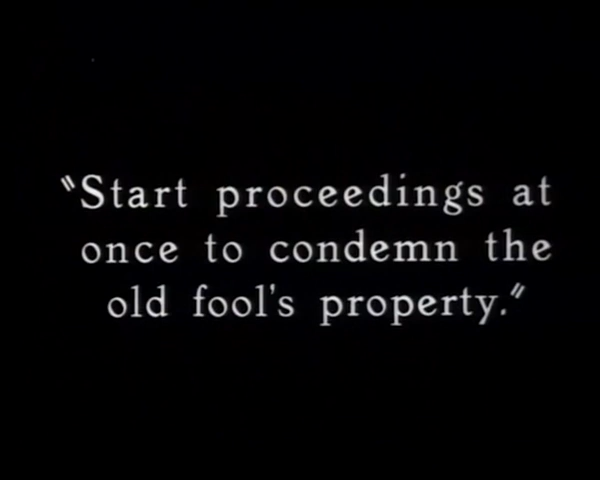 "Start proceedings at
once to condemn the
old fool's property."